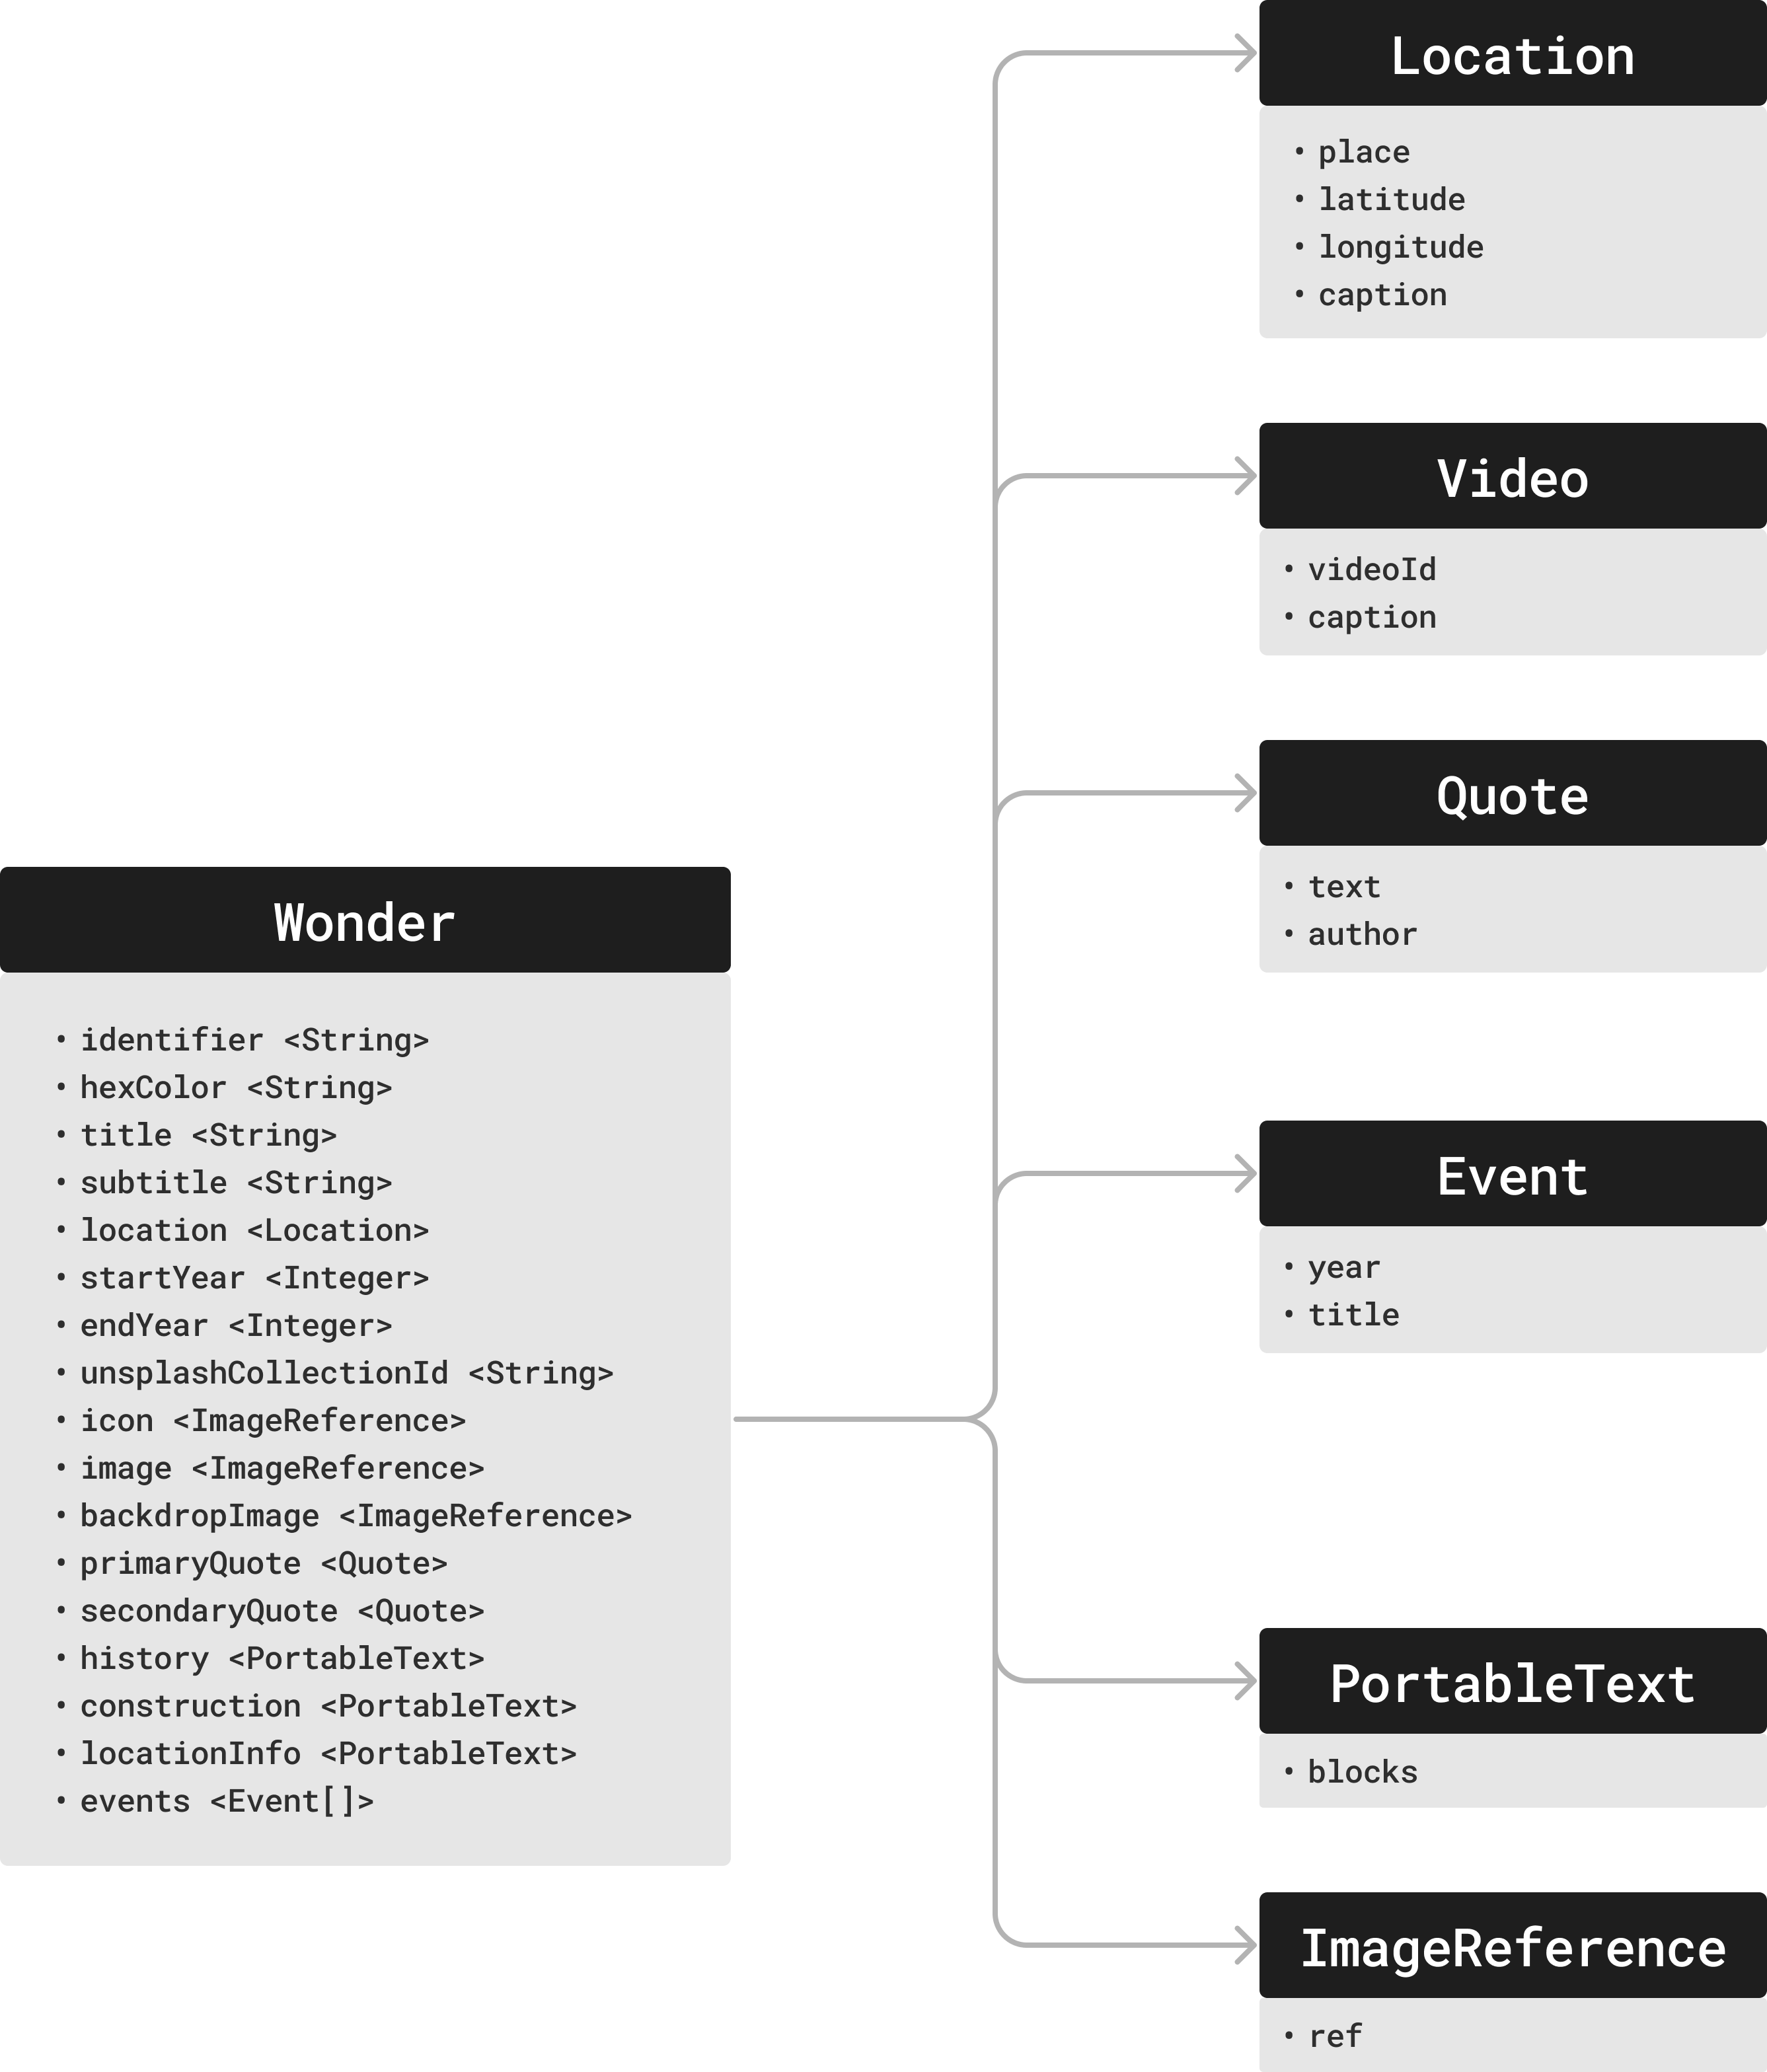 Location
• place
• latitude
• longitude
• caption
Video
• videoId
• caption
Quote
• text
• author
Wonder
• identifier <String>
• hexColor <String>
• title <String>
• subtitle <String>
• location <Location>
• startYear <Integer>
• endYear <Integer>
• unsplashCollectionId <String>
• icon <ImageReference>
• image <ImageReference>
• backdropImage <ImageReference>
• primaryQuote <Quote>
• secondaryQuote <Quote>
• history <PortableText>
• construction <PortableText>
• locationInfo <PortableText>
• events <Event[]>
Event
• year
• title
PortableText
• blocks
ImageReference
• ref